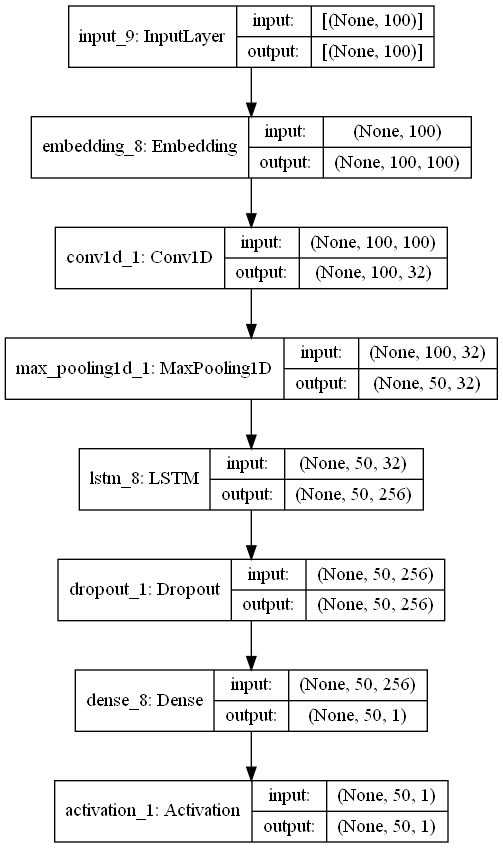 input_9: InputLayer
input: [(None, 100)]
output: [(None, 100)]
embedding_8: Embedding
input: (None, 100)
output: (None, 100, 100)
conv1d_1: Conv1D
input: (None, 100, 100)
output: (None, 100, 32)
max_pooling1d_1: MaxPooling1D
input: (None, 100, 32)
output: (None, 50, 32)
lstm_8: LSTM
input: (None, 50, 32)
output: (None, 50, 256)
dropout_1: Dropout
input: (None, 50, 256)
output: (None, 50, 256)
dense_8: Dense
input: (None, 50, 256)
output: (None, 50, 1)
activation_1: Activation
input: (None, 50, 1)
output: (None, 50, 1)